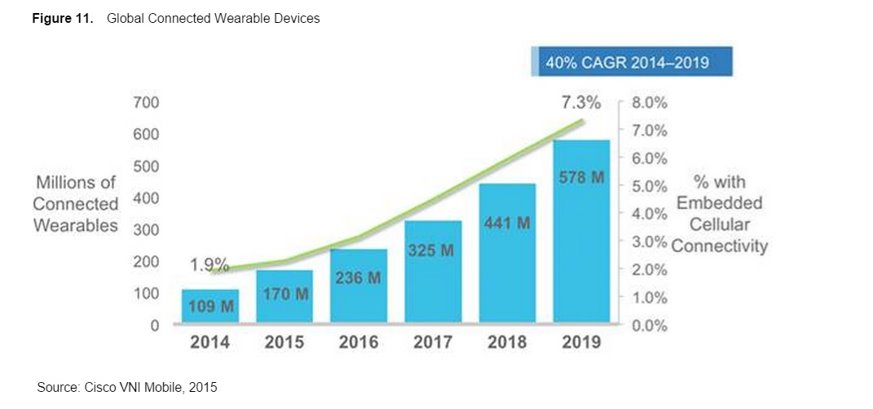 Figure 11. Global Connected Wearable Devices
40% CAGR 2014–2019
Millions of
Connected
Wearables
700
600
500
400
300
200
100
0
1.9%
7.3%
109 M
170 M
236 M
325 M
441 M
578 M
2014
2015
2016
2017
2018
2019
8.0%
7.0%
6.0%
5.0%
4.0%
3.0%
2.0%
1.0%
0.0%
% with
Embedded
Cellular
Connectivity
Source: Cisco VNI Mobile, 2015